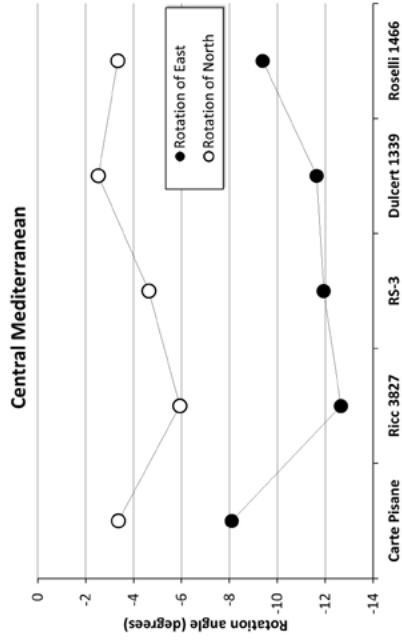 Central Mediterranean
Rotation angle (degrees)
0
-2
-4
-6
-8
-10
-12
-14
Rotation of East
Rotation of North
Carte Pisane
Ricc 3827
RS-3
Dulcert 1339
Roselli 1466